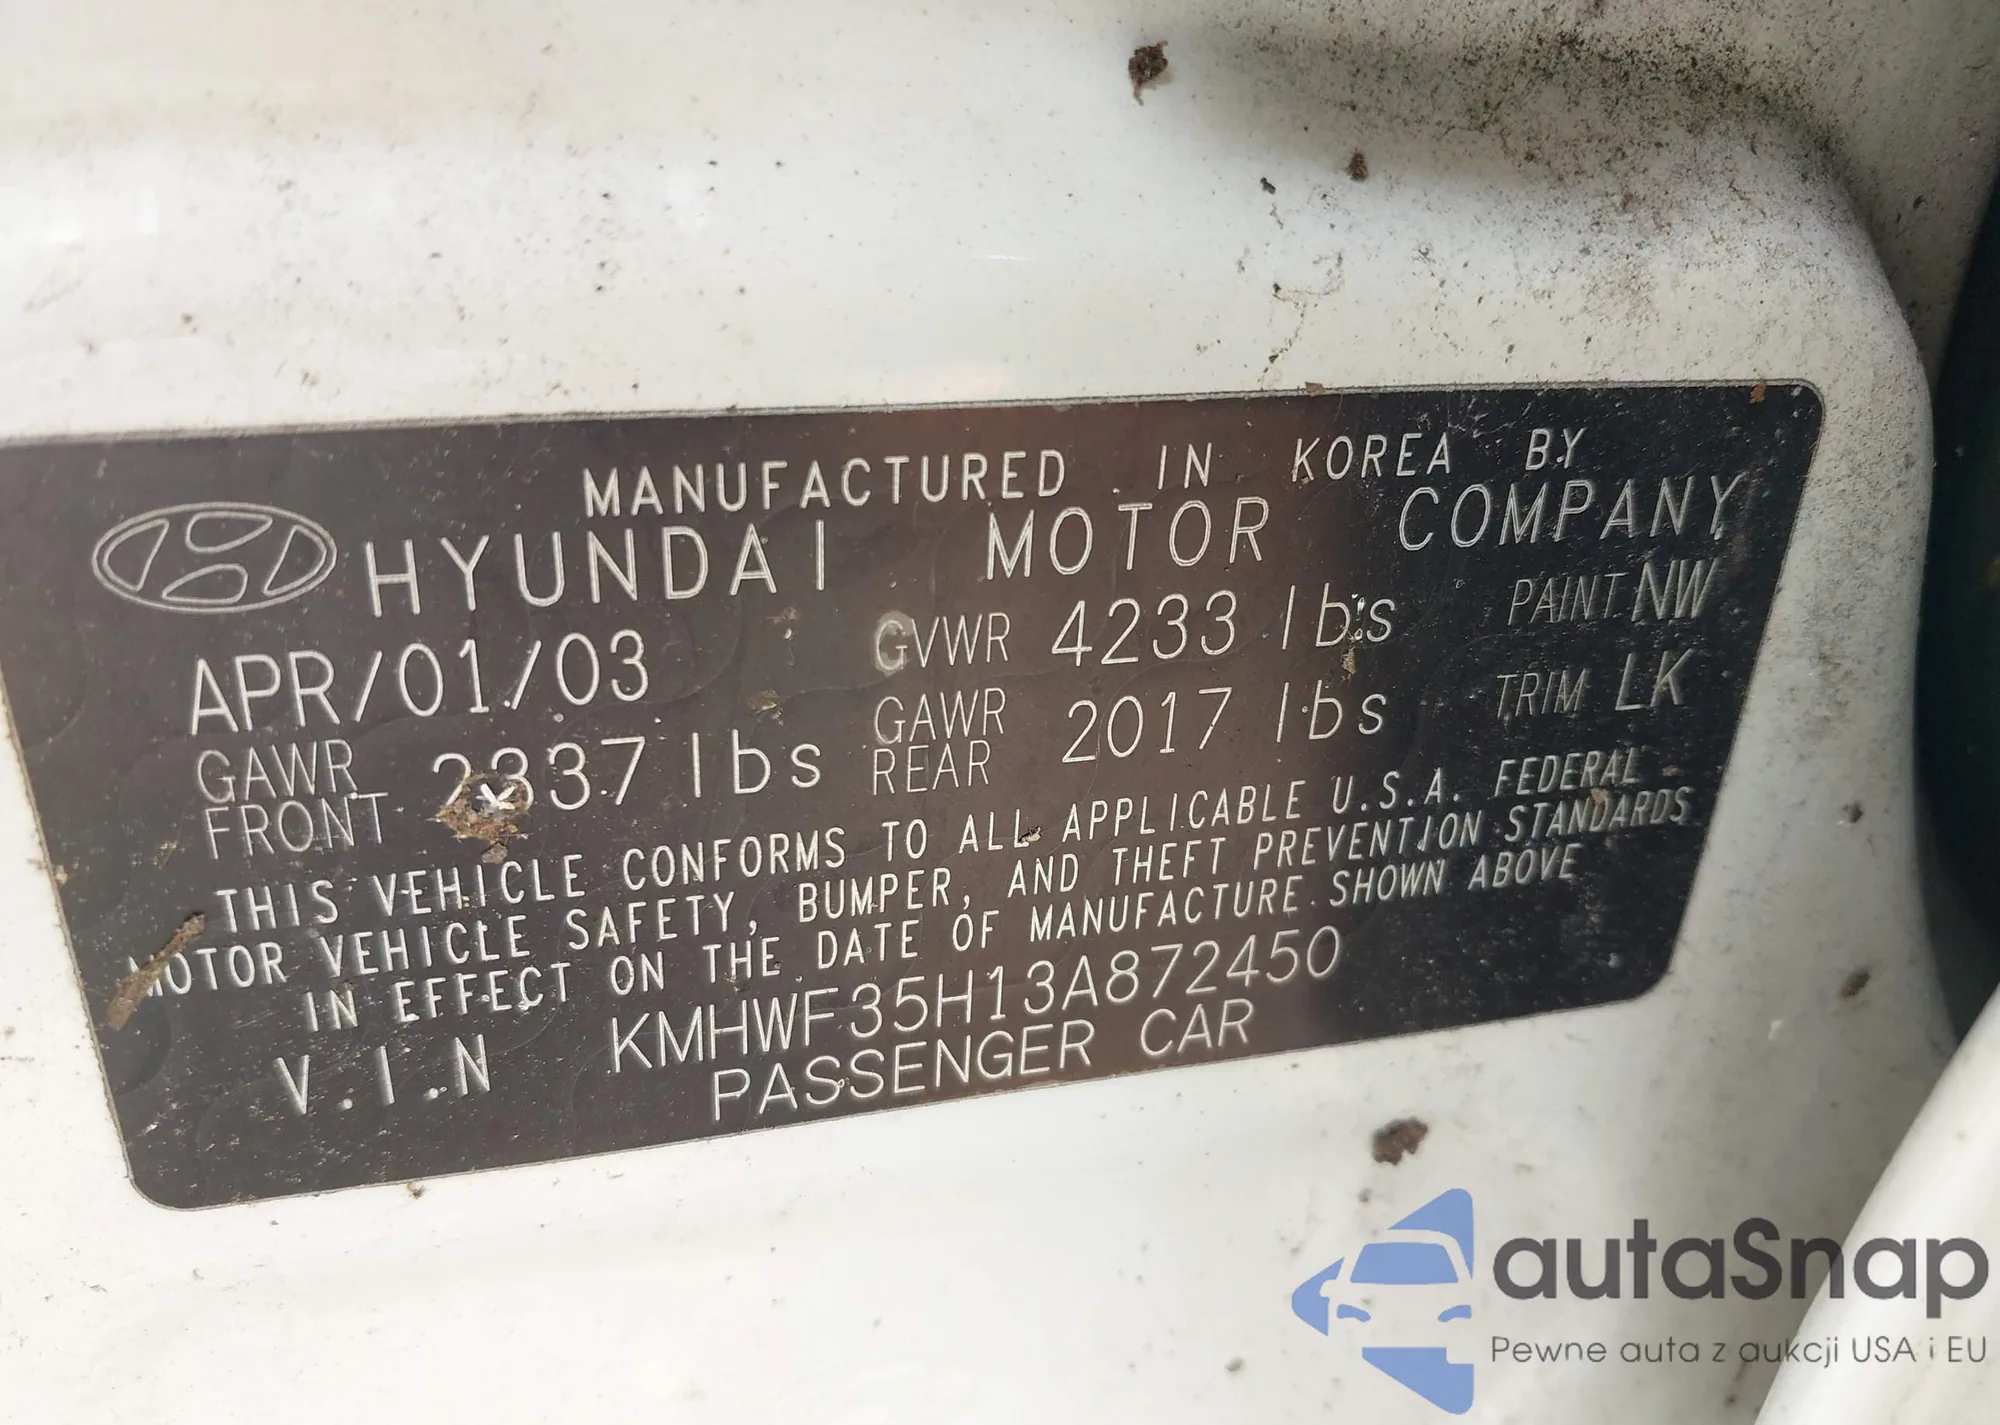 MANUFACTURED IN KOREA BY
HYUNDAI MOTOR COMPANY
APR/01/03 GVWR 4233 lbs PAINT NW
GAWR FRONT 2337 lbs GAWR REAR 2017 lbs TRIM LK
THIS VEHICLE CONFORMS TO ALL APPLICABLE U.S.A. FEDERAL
MOTOR VEHICLE SAFETY, BUMPER, AND THEFT PREVENTION STANDARDS
IN EFFECT ON THE DATE OF MANUFACTURE SHOWN ABOVE
V.I.N KMHWF35H13A872450
PASSENGER CAR
autaSnap
Pewne auta z aukcji USA i EU